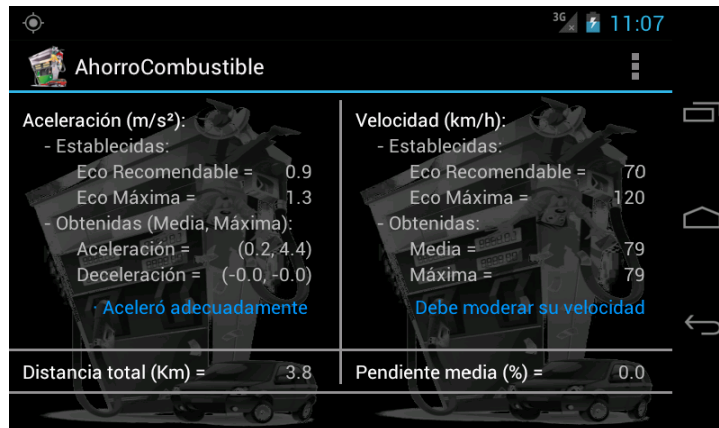 3G 11:07
AhorroCombustible
Aceleración (m/s²):
- Establecidas:
Eco Recomendable = 0.9
Eco Máxima = 1.3
- Obtenidas (Media, Máxima):
Aceleración = (0.2, 4.4)
Deceleración = (-0.0, -0.0)
· Aceleró adecuadamente
Velocidad (km/h):
- Establecidas:
Eco Recomendable = 70
Eco Máxima = 120
- Obtenidas:
Media = 79
Máxima = 79
Debe moderar su velocidad
Distancia total (Km) = 3.8
Pendiente media (%) = 0.0